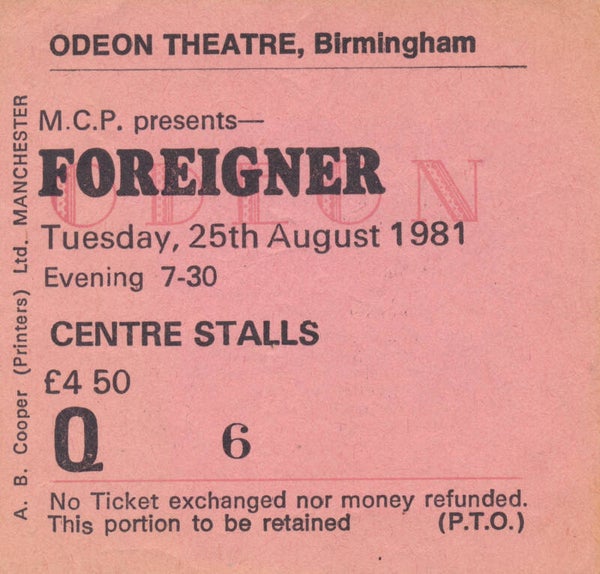 ODEON THEATRE, Birmingham
M.C.P. presents—
FOREIGNER
ODEON
Tuesday, 25th August 1981
Evening 7-30
CENTRE STALLS
£4 50
Q 6
No Ticket exchanged nor money refunded.
This portion to be retained (P.T.O.)
A. B. Cooper (Printers) Ltd. MANCHESTER